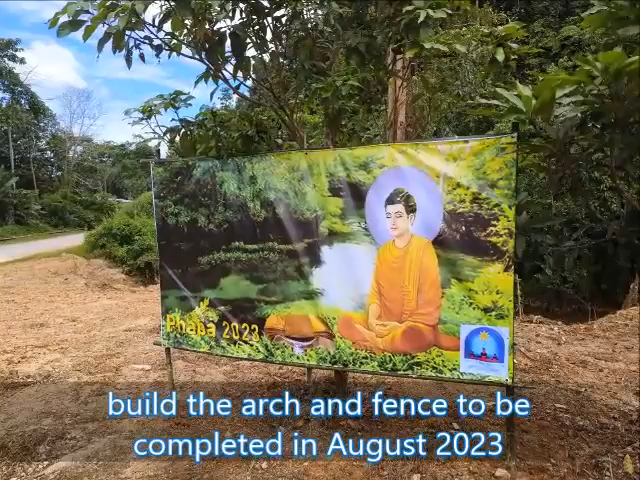 Phapa 2023
build the arch and fence to be
completed in August 2023